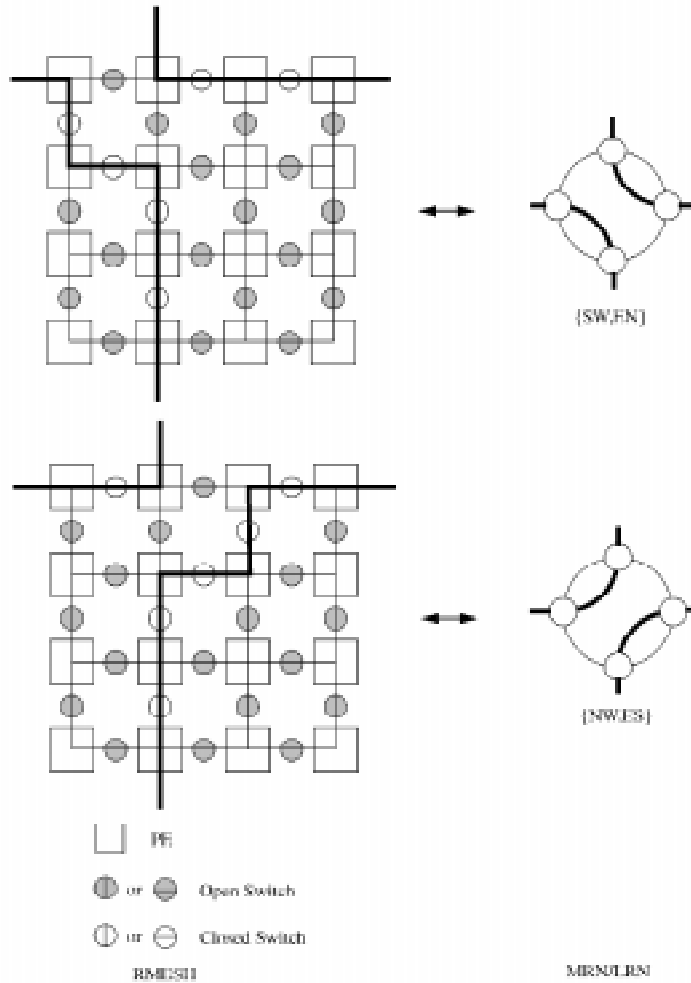 {SW,EN}
{NW,ES}
PE
or Open Switch
or Closed Switch
RMESH
MRN/LRN